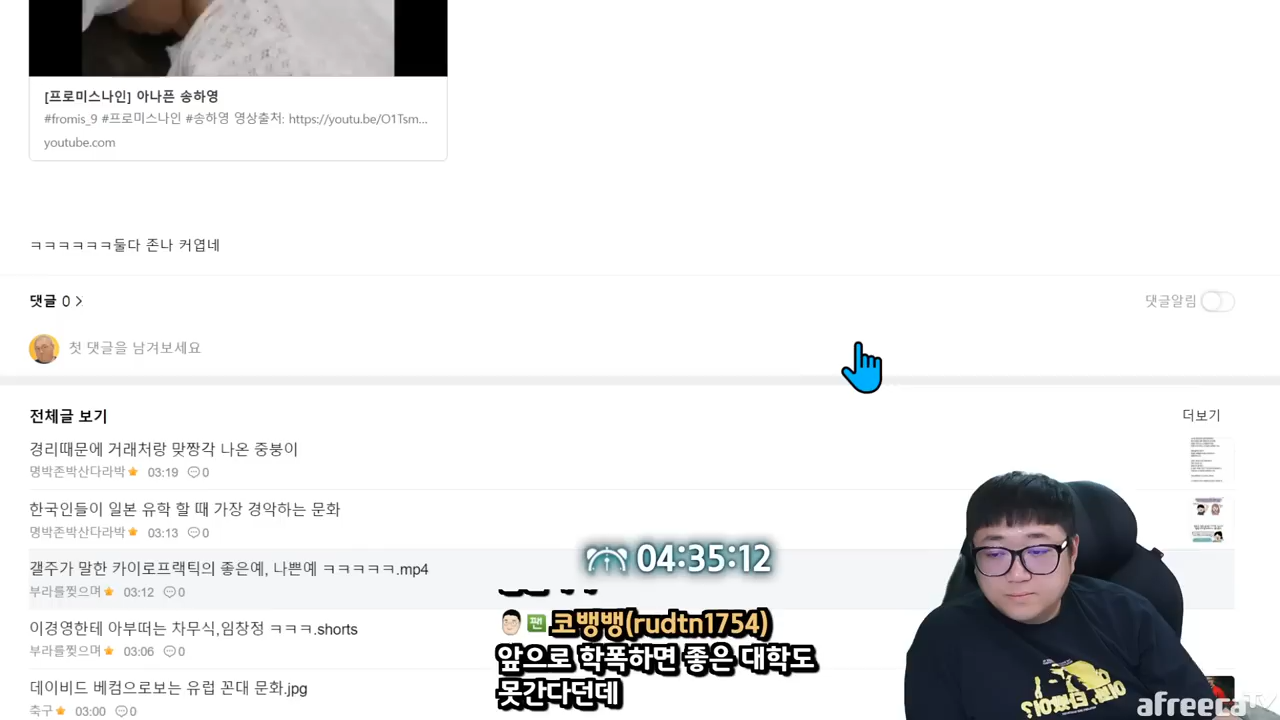 [프로미스나인] 아나픈 송하영
#fromis_9 #프로미스나인 #송하영 영상출처: https://youtu.be/O1Tsm...
youtube.com
ㅋㅋㅋㅋㅋㅋ둘다 존나 커엽네
댓글 0 >
댓글알림
첫 댓글을 남겨보세요
전체글 보기
더보기
경리때문에 거래처랑 맞짱각 나온 중붕이
명박존박산다라박 03:19 0
한국인들이 일본 유학 할 때 가장 경악하는 문화
명박존박산다라박 03:13 0
갤주가 말한 카이로프랙틱의 좋은예, 나쁜예 ㅋㅋㅋㅋㅋ.mp4
부라를찢으며 03:12 0
이경영한테 아부떠는 차무식,임창정 ㅋㅋㅋ.shorts
부라를찢으며 03:06 0
데이비드 베컴으로보는 유럽 꼰대 문화.jpg
축구 03:00 0
04:35:12
팬 코뱅뱅(rudtn1754)
앞으로 학폭하면 좋은 대학도
못간다던데
afreecaTV